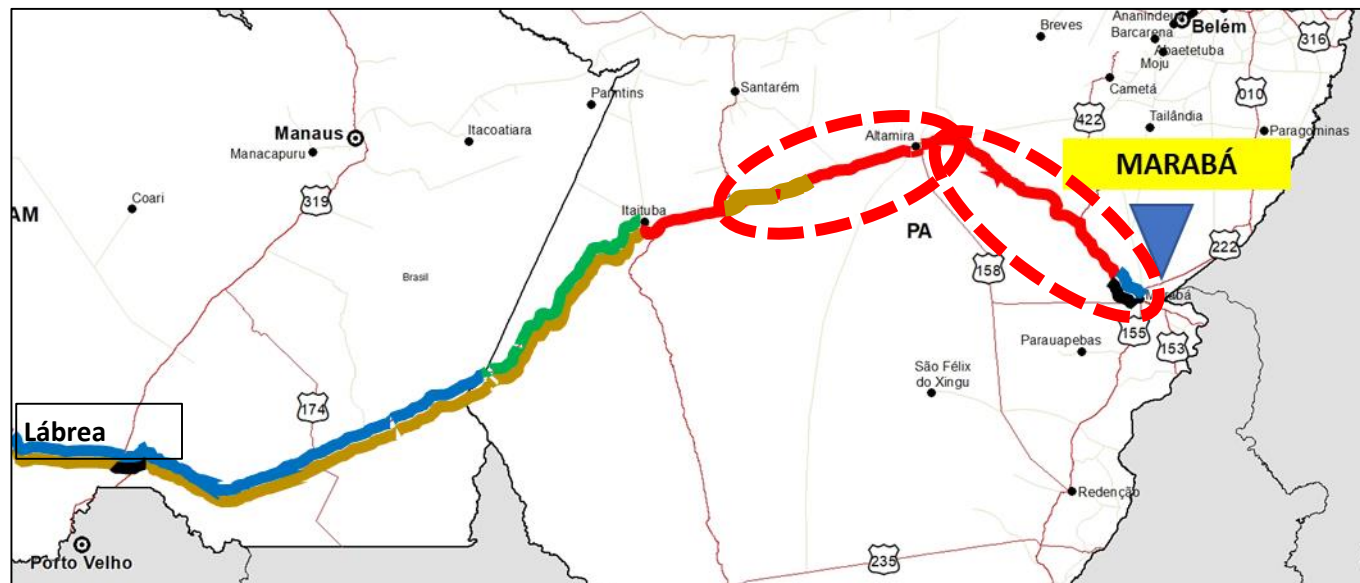 Breves
Ananindeu
Belém
Barcarena
316
Abaetetuba
Moju
Santarém
Cametá
010
Parintins
422
Tailândia
Manaus
Itacoatiara
Altamira
Paragominas
Manacapuru
MARABÁ
319
Coari
AM
Itaituba
PA
222
Brasil
158
Marabá
155
Parauapebas
153
São Félix
do Xingu
174
Lábrea
Redenção
Porto Velho
235